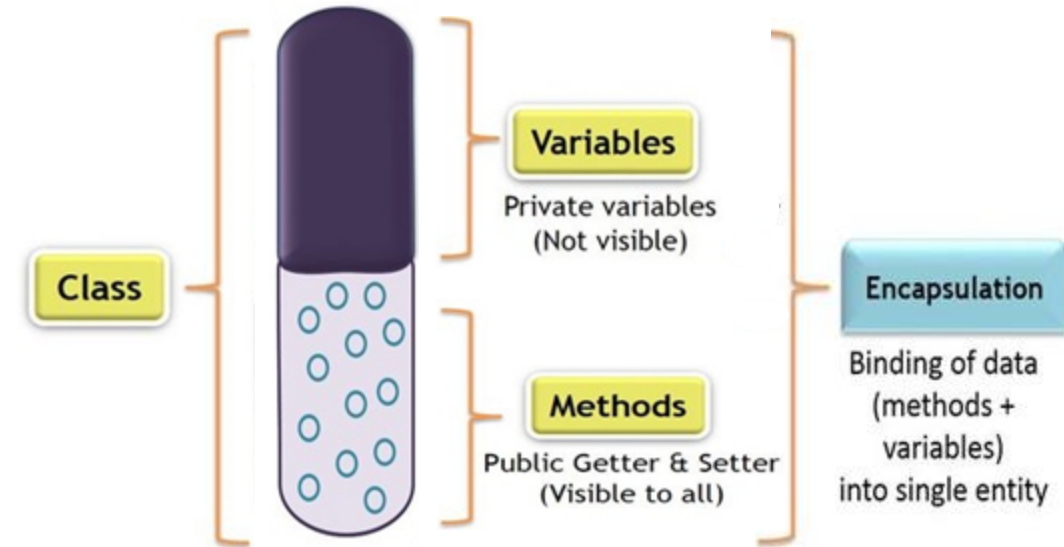 Class
Variables
Private variables
(Not visible)
Methods
Public Getter & Setter
(Visible to all)
Encapsulation
Binding of data
(methods +
variables)
into single entity